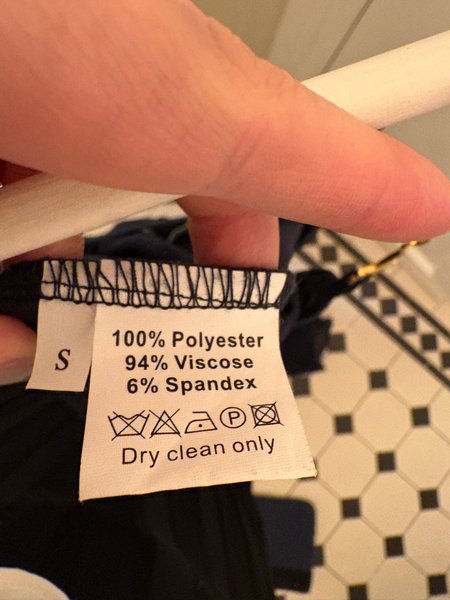 S
100% Polyester
94% Viscose
6% Spandex
P
Dry clean only